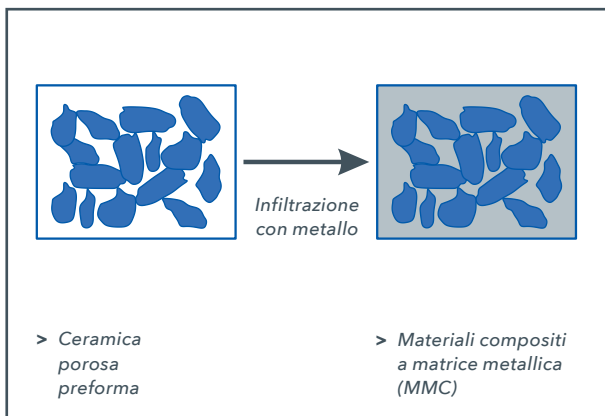 Infiltrazione
con metallo
> Ceramica
porosa
preforma
> Materiali compositi
a matrice metallica
(MMC)